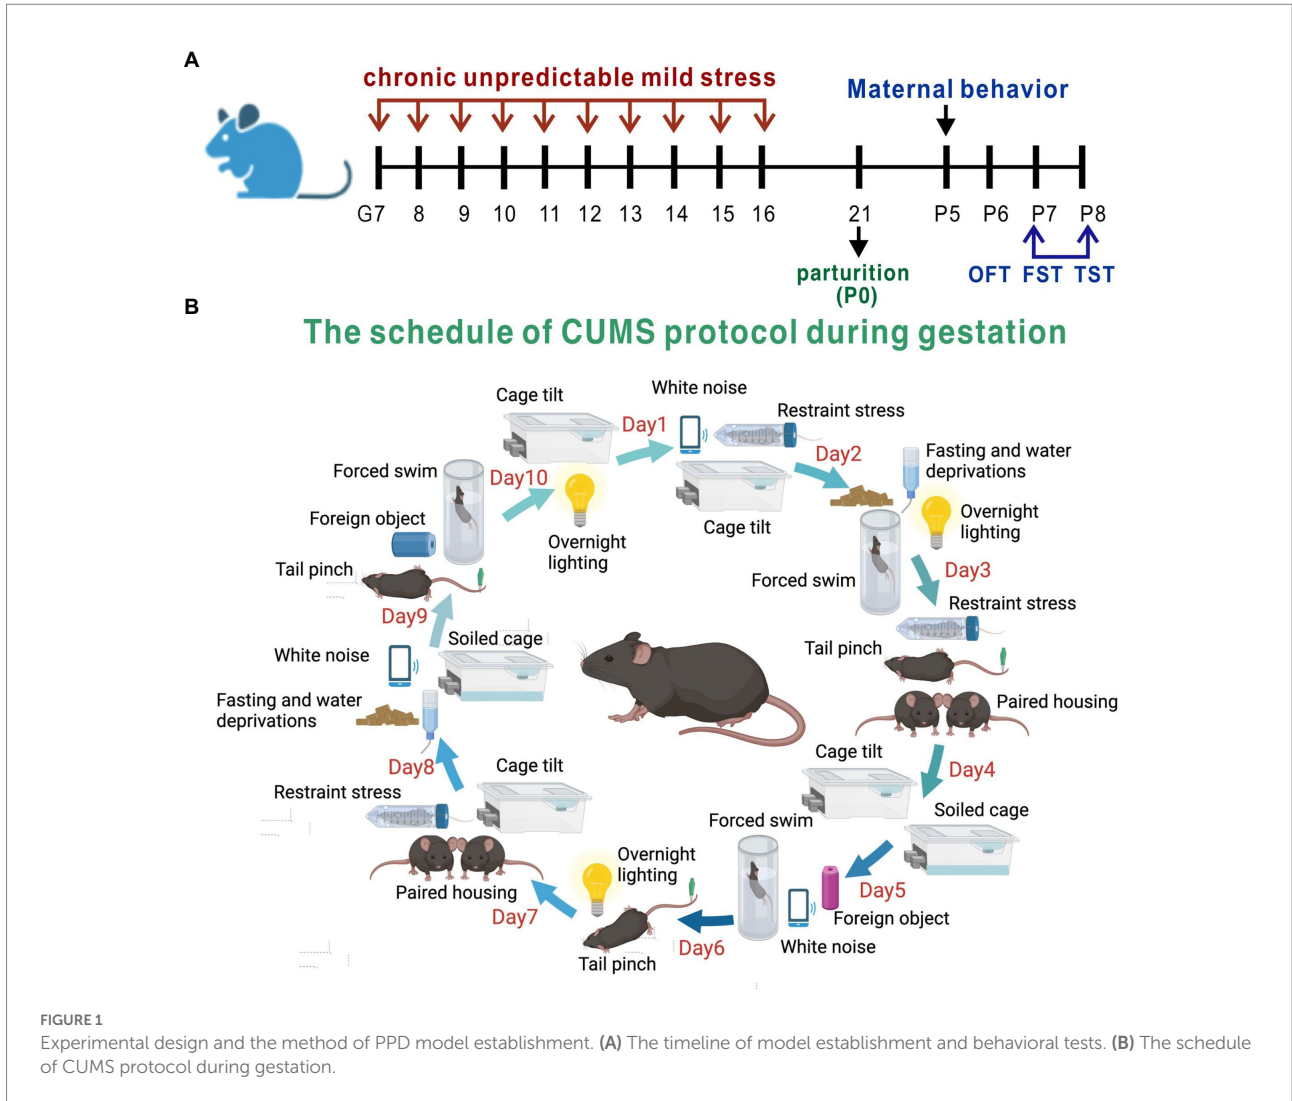 A
chronic unpredictable mild stress
Maternal behavior
G7 8 9 10 11 12 13 14 15 16 21 P5 P6 P7 P8
parturition
(P0)
OFT FST TST
B
The schedule of CUMS protocol during gestation
Cage tilt
Day1
White noise
Restraint stress
Cage tilt
Day2
Fasting and water
deprivations
Overnight
lighting
Forced swim
Day3
Restraint stress
Tail pinch
Paired housing
Day4
Cage tilt
Soiled cage
Day5
Forced swim
Foreign object
White noise
Day6
Overnight
lighting
Tail pinch
Day7
Paired housing
Restraint stress
Cage tilt
Day8
Fasting and water
deprivations
White noise
Soiled cage
Day9
Tail pinch
Foreign object
Forced swim
Day10
Overnight
lighting
FIGURE 1
Experimental design and the method of PPD model establishment. (A) The timeline of model establishment and behavioral tests. (B) The schedule
of CUMS protocol during gestation.